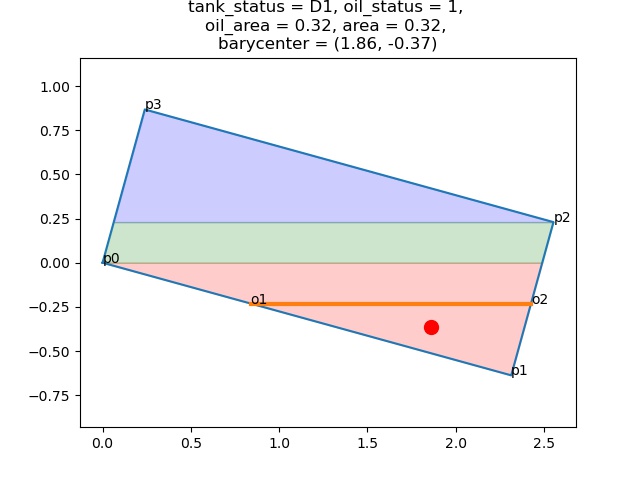 tank_status = D1, oil_status = 1,
oil_area = 0.32, area = 0.32,
barycenter = (1.86, -0.37)
1.00
0.75
0.50
0.25
0.00
−0.25
−0.50
−0.75
p3
p2
p0
o1
o2
p1
0.0
0.5
1.0
1.5
2.0
2.5